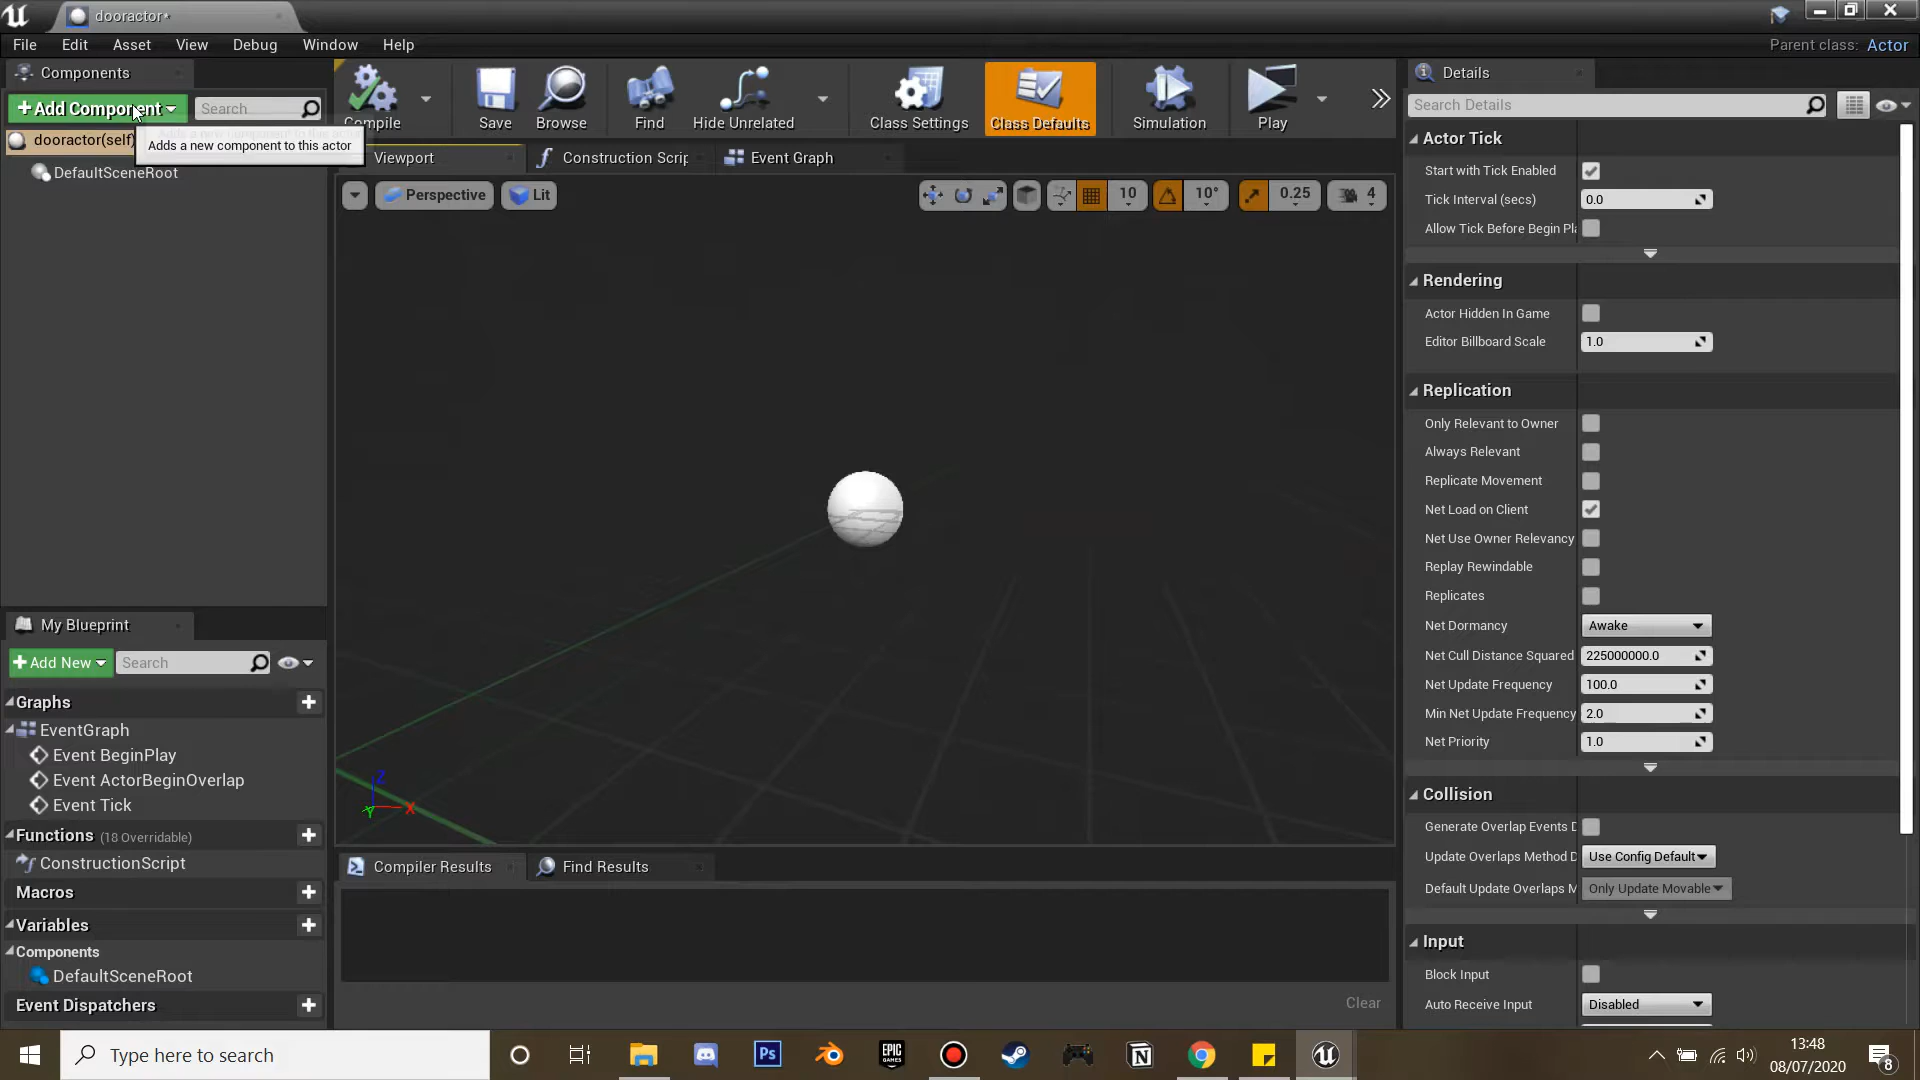 dooractor*
File Edit Asset View Debug Window Help
Parent class: Actor
Components
+Add Component
Search
dooractor(self)
Adds a new component to this actor
DefaultSceneRoot
Compile
Save
Browse
Find
Hide Unrelated
Class Settings
Class Defaults
Simulation
Play
Viewport
Construction Scrip
Event Graph
Perspective
Lit
10
10°
0.25
4
Details
Search Details
Actor Tick
Start with Tick Enabled
Tick Interval (secs) 0.0
Allow Tick Before Begin Pla
Rendering
Actor Hidden In Game
Editor Billboard Scale 1.0
Replication
Only Relevant to Owner
Always Relevant
Replicate Movement
Net Load on Client
Net Use Owner Relevancy
Replay Rewindable
Replicates
Net Dormancy Awake
Net Cull Distance Squared 225000000.0
Net Update Frequency 100.0
Min Net Update Frequency 2.0
Net Priority 1.0
Collision
Generate Overlap Events D
Update Overlaps Method D Use Config Default
Default Update Overlaps M Only Update Movable
Input
Block Input
Auto Receive Input Disabled
My Blueprint
+Add New
Search
Graphs
EventGraph
Event BeginPlay
Event ActorBeginOverlap
Event Tick
Functions (18 Overridable)
ConstructionScript
Macros
Variables
Components
DefaultSceneRoot
Event Dispatchers
Z
X
Y
Compiler Results
Find Results
Clear
Type here to search
Ps
EPIC GAMES
N
13:48
08/07/2020
8